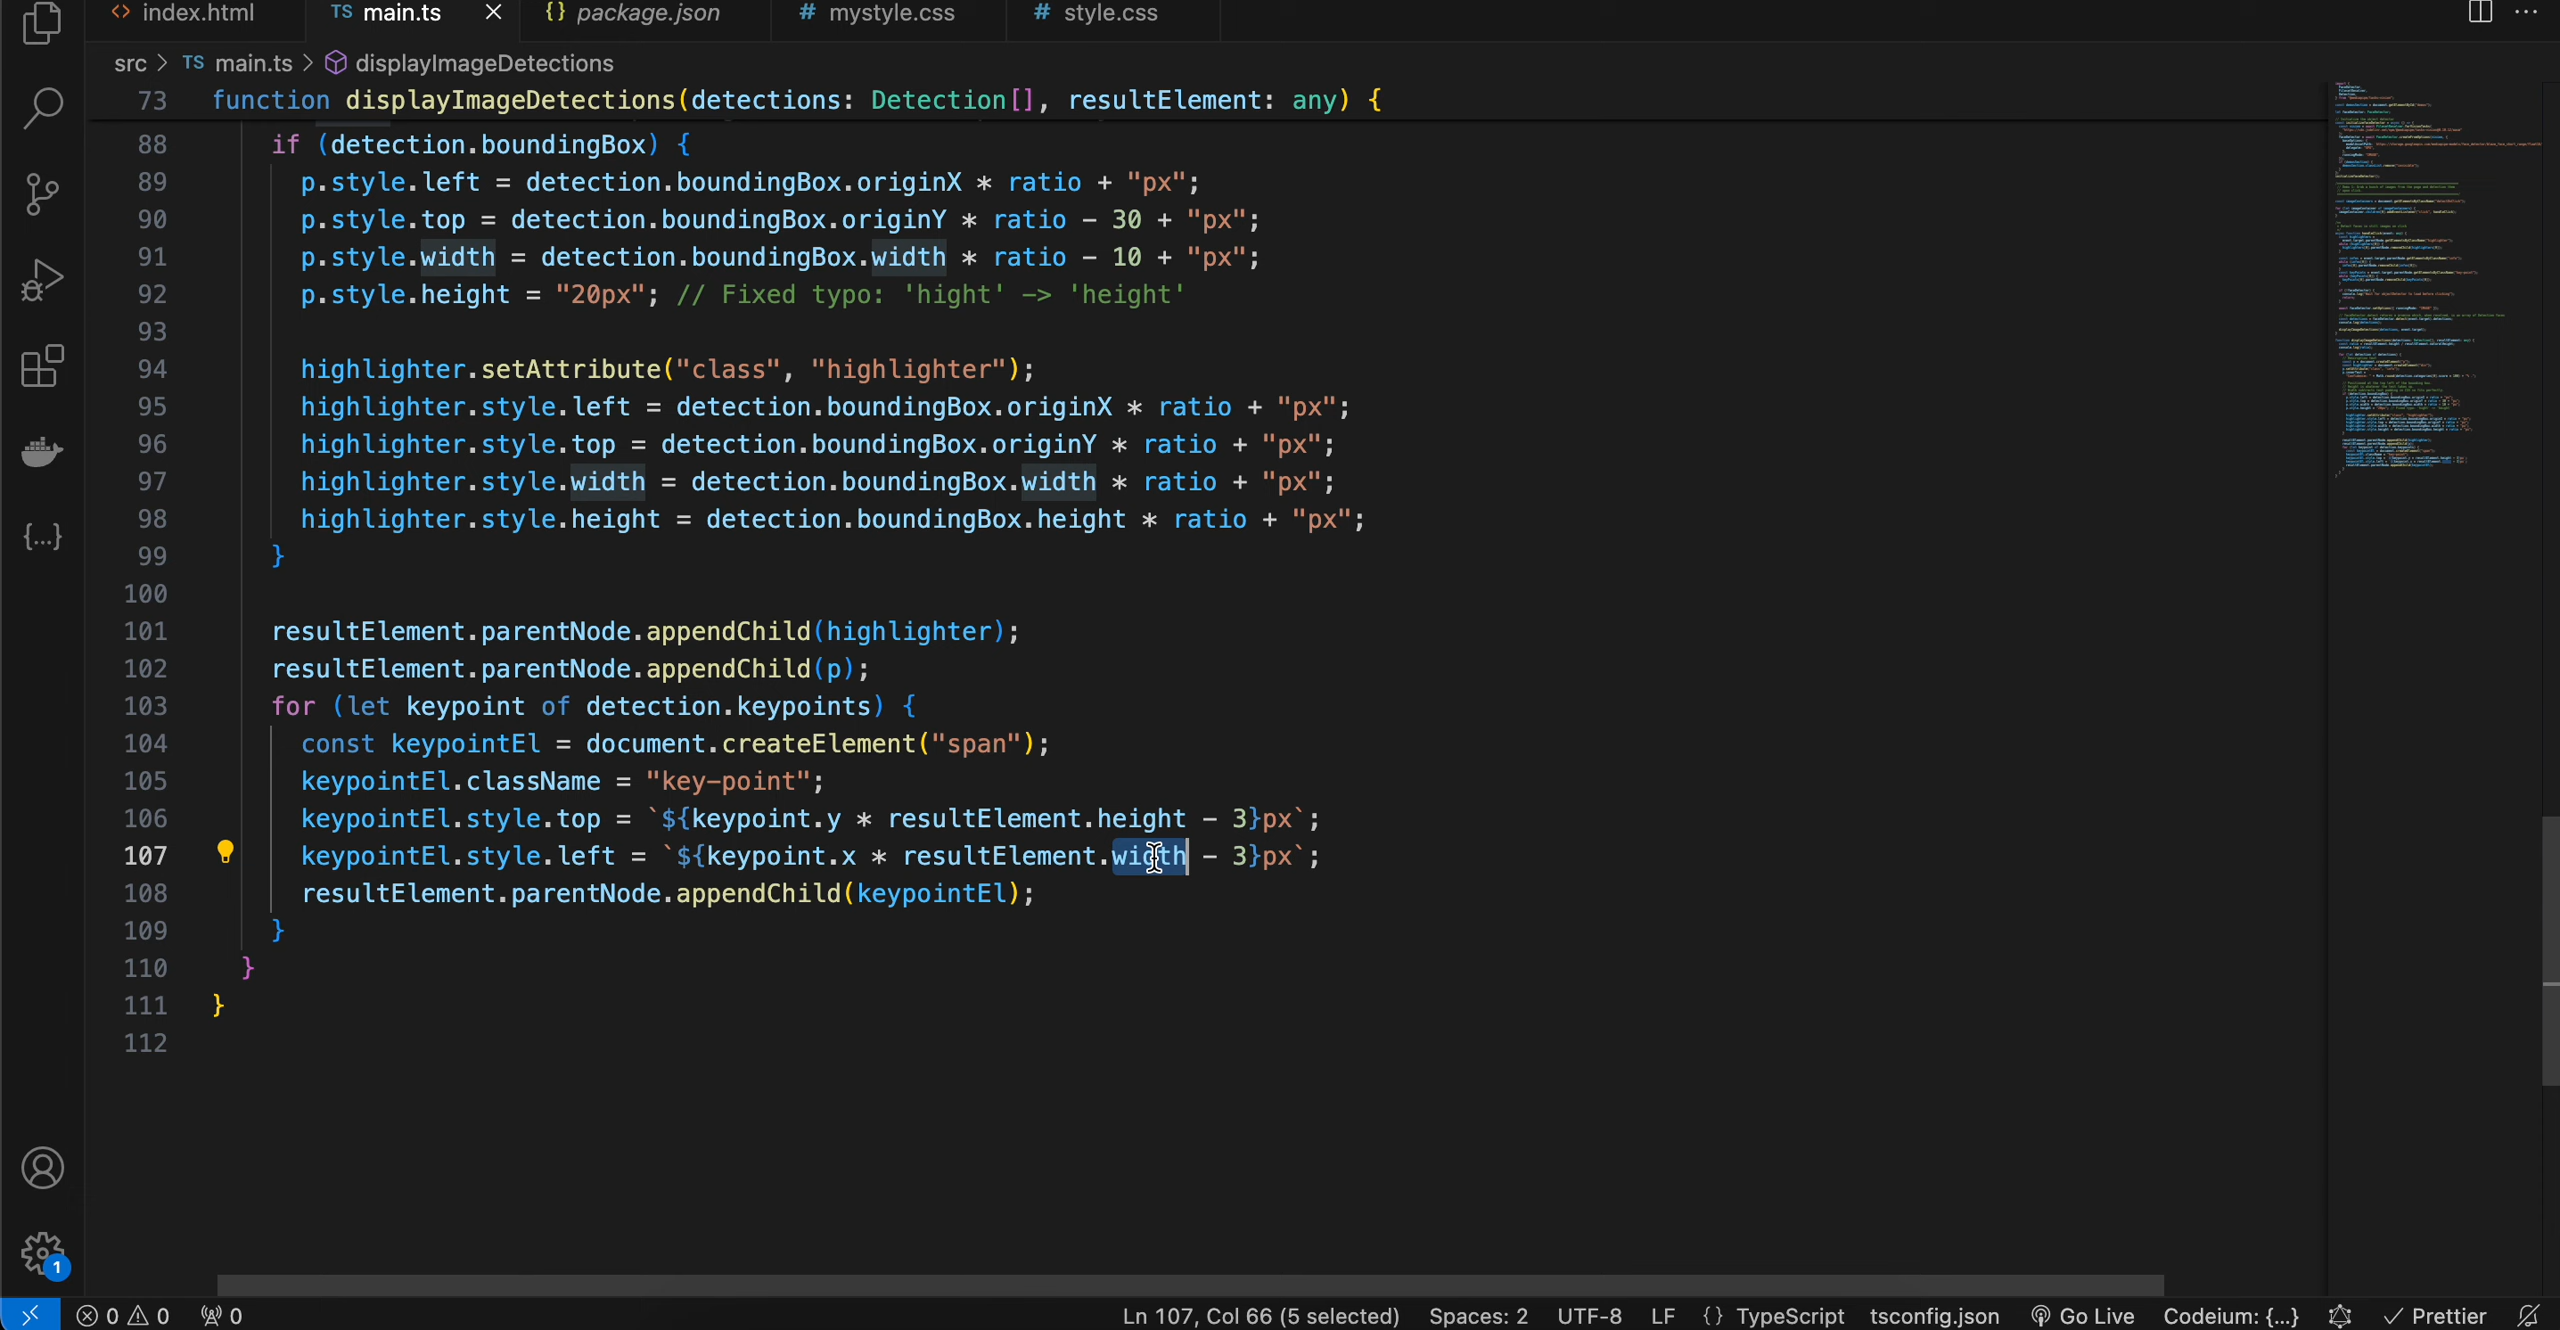 <> index.html TS main.ts × {} package.json # mystyle.css # style.css
src > TS main.ts > displayImageDetections
73 function displayImageDetections(detections: Detection[], resultElement: any) {
88 if (detection.boundingBox) {
89 p.style.left = detection.boundingBox.originX * ratio + "px";
90 p.style.top = detection.boundingBox.originY * ratio - 30 + "px";
91 p.style.width = detection.boundingBox.width * ratio - 10 + "px";
92 p.style.height = "20px"; // Fixed typo: 'hight' -> 'height'
93
94 highlighter.setAttribute("class", "highlighter");
95 highlighter.style.left = detection.boundingBox.originX * ratio + "px";
96 highlighter.style.top = detection.boundingBox.originY * ratio + "px";
97 highlighter.style.width = detection.boundingBox.width * ratio + "px";
98 highlighter.style.height = detection.boundingBox.height * ratio + "px";
99 }
100
101 resultElement.parentNode.appendChild(highlighter);
102 resultElement.parentNode.appendChild(p);
103 for (let keypoint of detection.keypoints) {
104 const keypointEl = document.createElement("span");
105 keypointEl.className = "key-point";
106 keypointEl.style.top = `${keypoint.y * resultElement.height - 3}px`;
107 keypointEl.style.left = `${keypoint.x * resultElement.width - 3}px`;
108 resultElement.parentNode.appendChild(keypointEl);
109 }
110 }
111 }
112
1
0 0 0 Ln 107, Col 66 (5 selected) Spaces: 2 UTF-8 LF {} TypeScript tsconfig.json Go Live Codeium: {...} ✓ Prettier